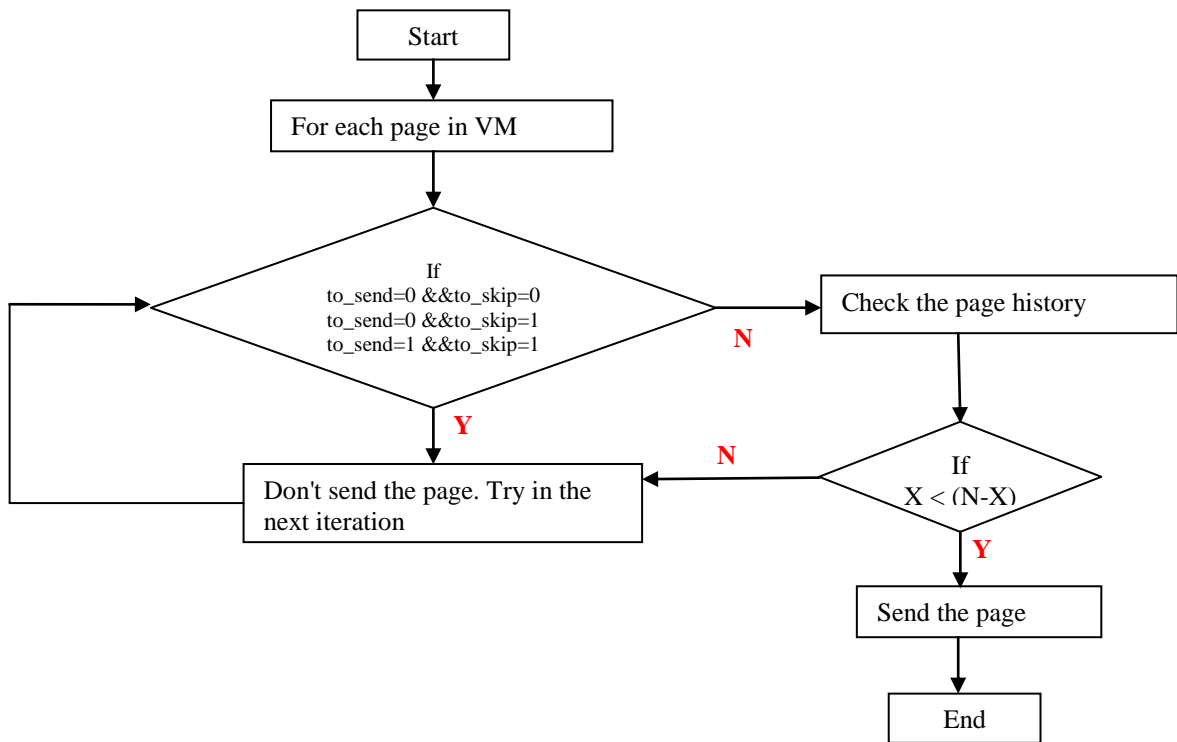 Start
For each page in VM
If
to_send=0 &&to_skip=0
to_send=0 &&to_skip=1
to_send=1 &&to_skip=1
N
Check the page history
Y
N
If
X < (N-X)
Don't send the page. Try in the
next iteration
Y
Send the page
End